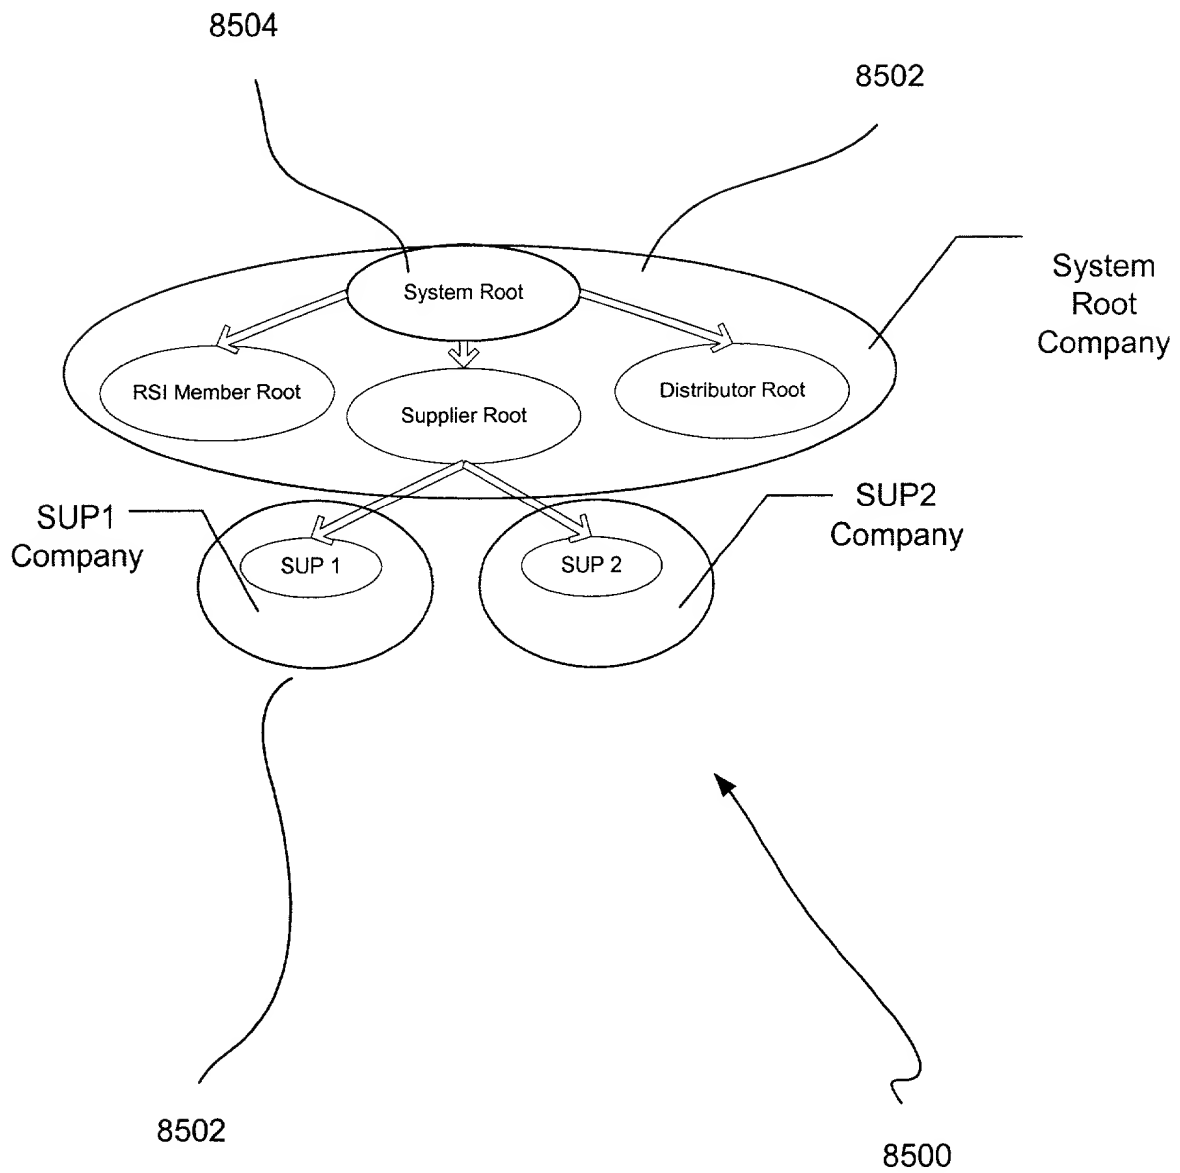 8504
8502
System Root
System
Root
Company
RSI Member Root
Supplier Root
Distributor Root
SUP1
Company
SUP2
Company
SUP 1
SUP 2
8502
8500